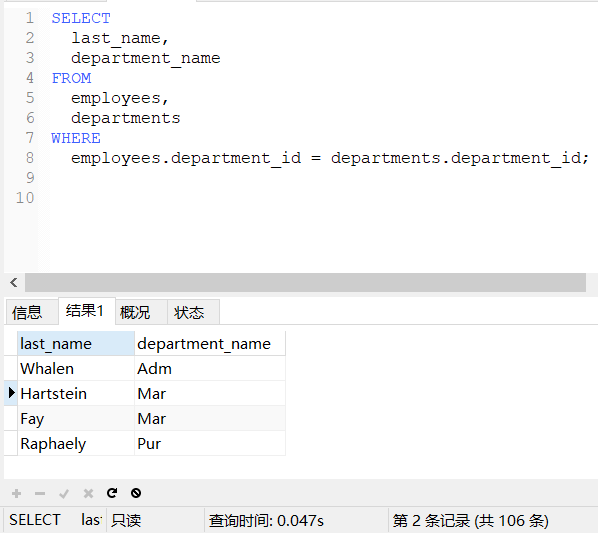 1 SELECT
2 last_name,
3 department_name
4 FROM
5 employees,
6 departments
7 WHERE
8 employees.department_id = departments.department_id;
9
10
信息 结果1 概况 状态
last_name department_name
Whalen Adm
Hartstein Mar
Fay Mar
Raphaely Pur
SELECT las 只读 查询时间: 0.047s 第 2 条记录 (共 106 条)